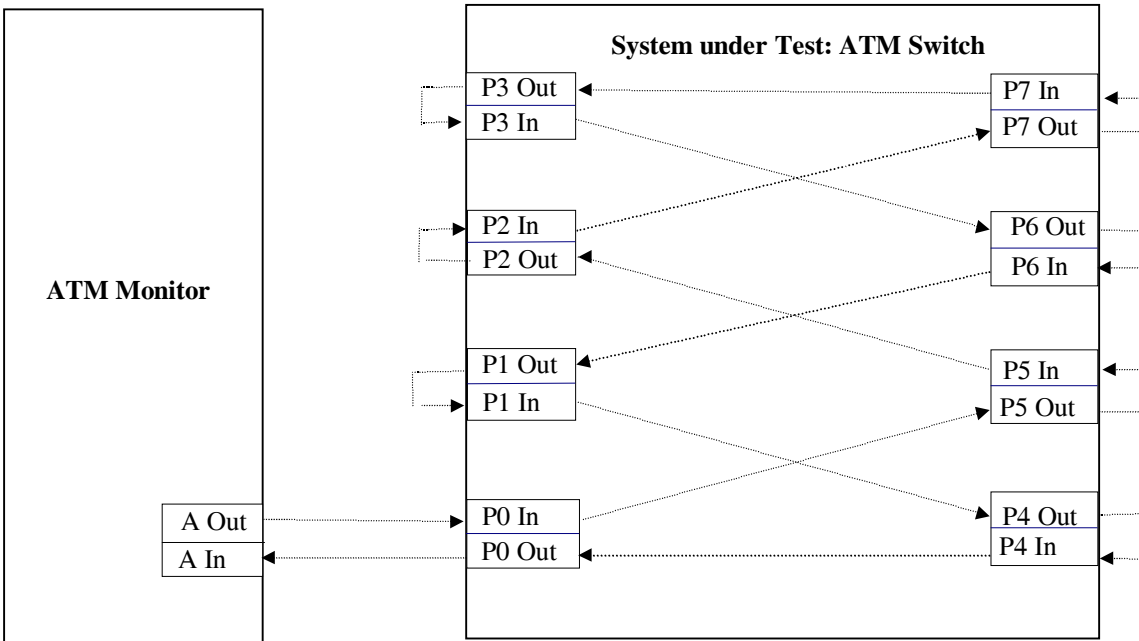 System under Test: ATM Switch
P3 Out
P3 In
P7 In
P7 Out
P2 In
P2 Out
P6 Out
P6 In
ATM Monitor
P1 Out
P1 In
P5 In
P5 Out
A Out
A In
P0 In
P0 Out
P4 Out
P4 In